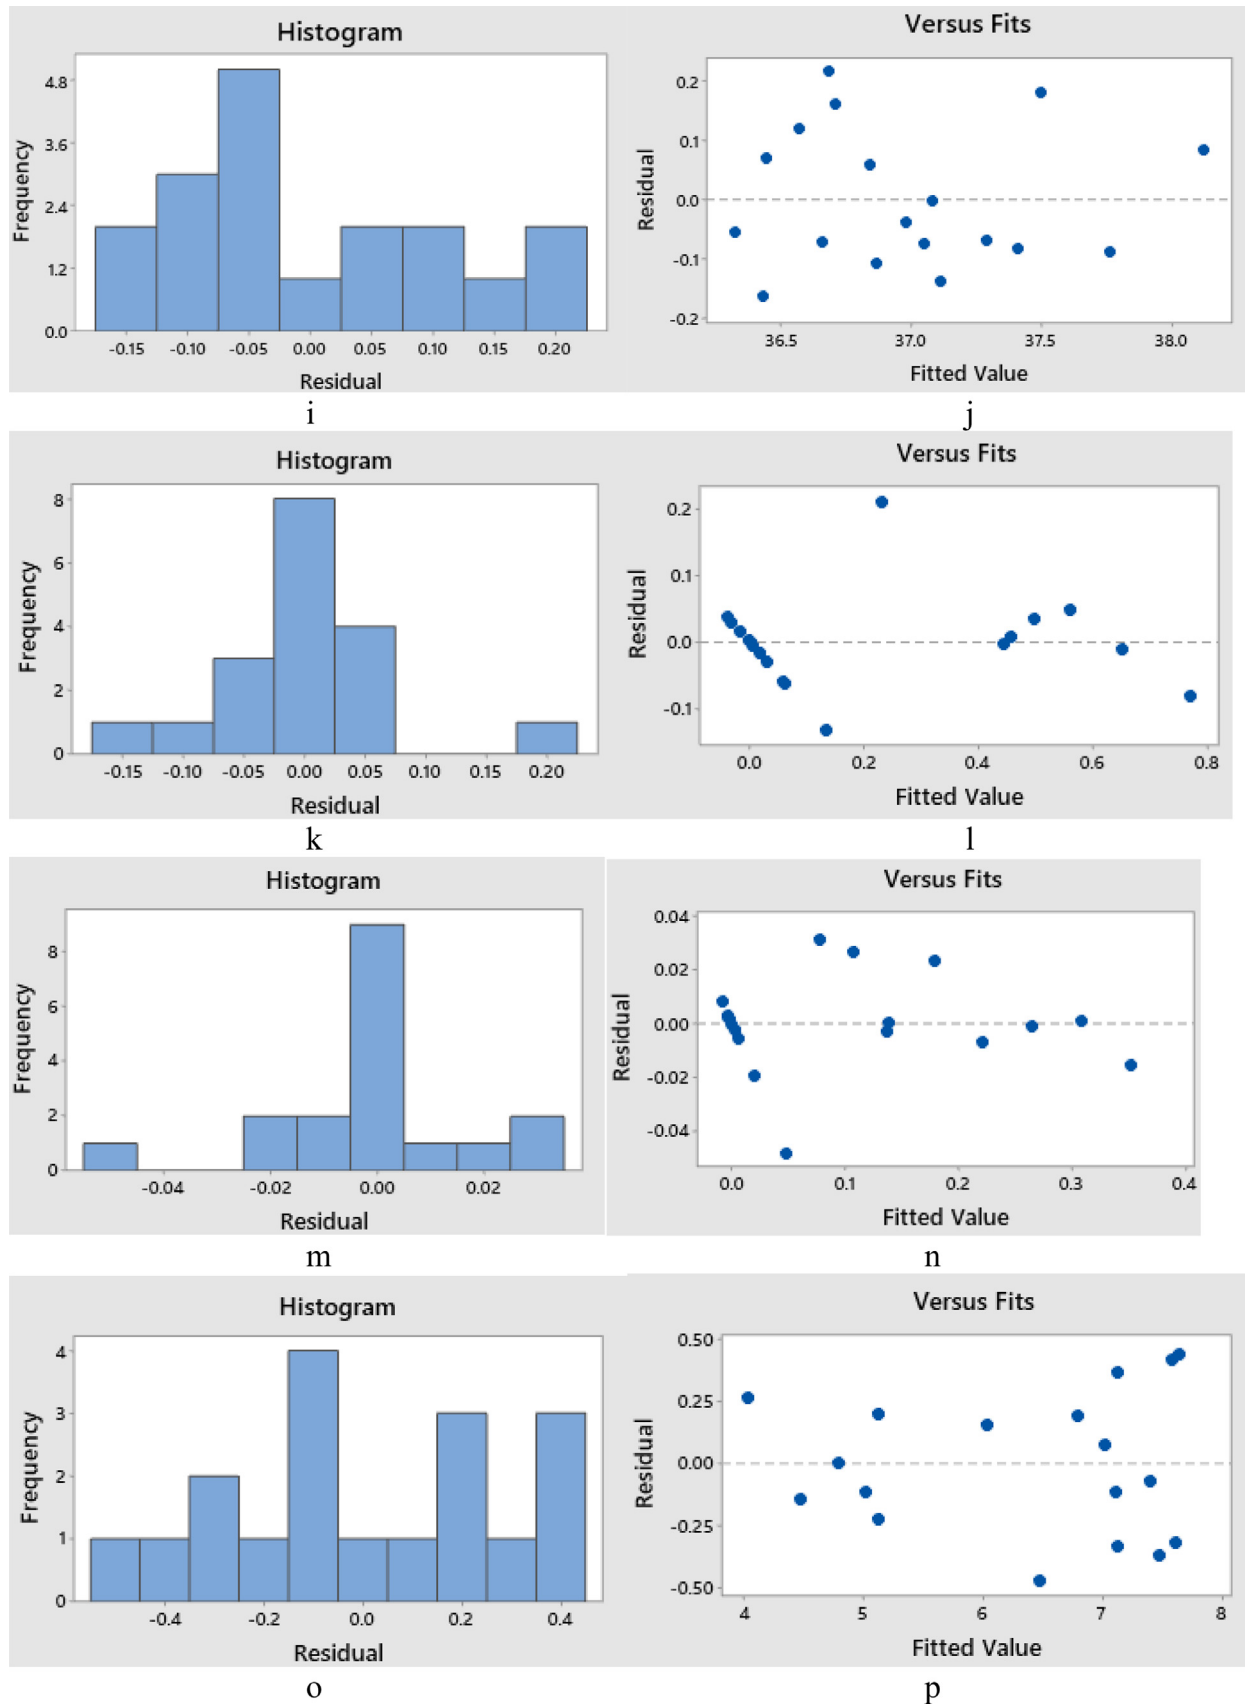 Histogram
Versus Fits
4.8
3.6
2.4
1.2
0.0
Frequency
-0.15 -0.10 -0.05 0.00 0.05 0.10 0.15 0.20
Residual
0.2
0.1
0.0
-0.1
-0.2
Residual
36.5 37.0 37.5 38.0
Fitted Value
i
j
Histogram
Versus Fits
8
6
4
2
0
Frequency
-0.15 -0.10 -0.05 0.00 0.05 0.10 0.15 0.20
Residual
0.2
0.1
0.0
-0.1
Residual
0.0 0.2 0.4 0.6 0.8
Fitted Value
k
l
Histogram
Versus Fits
8
6
4
2
0
Frequency
-0.04 -0.02 0.00 0.02
Residual
0.04
0.02
0.00
-0.02
-0.04
Residual
0.0 0.1 0.2 0.3 0.4
Fitted Value
m
n
Histogram
Versus Fits
4
3
2
1
0
Frequency
-0.4 -0.2 0.0 0.2 0.4
Residual
0.50
0.25
0.00
-0.25
-0.50
Residual
4 5 6 7 8
Fitted Value
o
p